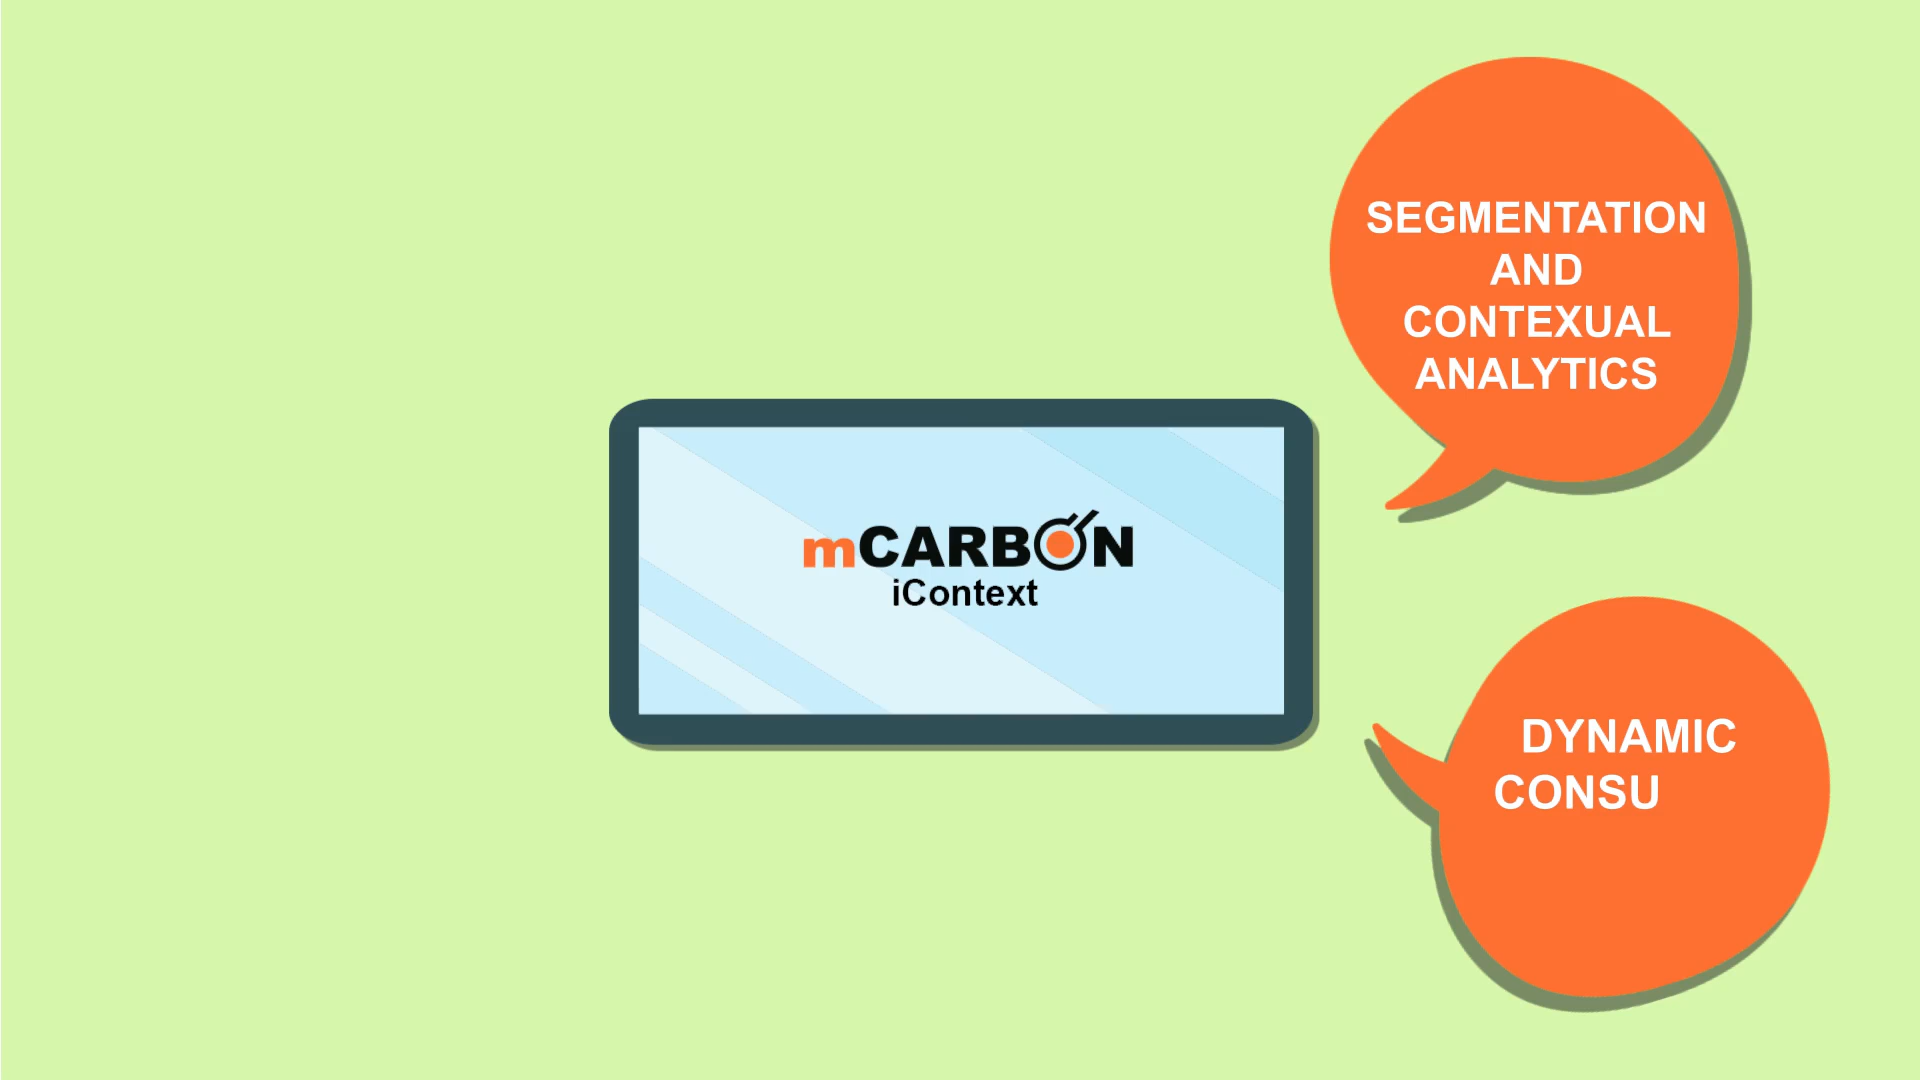 SEGMENTATION
AND
CONTEXUAL
ANALYTICS
mCARBON
iContext
DYNAMIC
CONSU